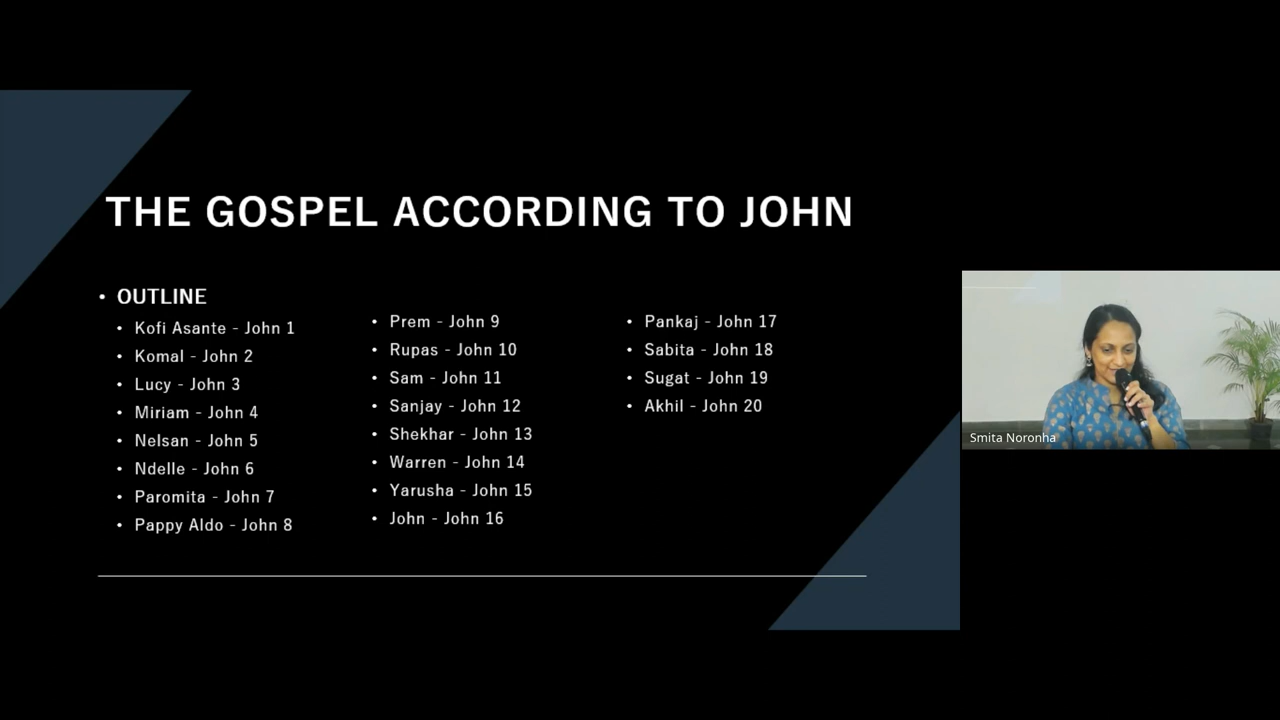 THE GOSPEL ACCORDING TO JOHN
• OUTLINE
• Kofi Asante - John 1
• Komal - John 2
• Lucy - John 3
• Miriam - John 4
• Nelsan - John 5
• Ndelle - John 6
• Paromita - John 7
• Pappy Aldo - John 8
• Prem - John 9
• Rupas - John 10
• Sam - John 11
• Sanjay - John 12
• Shekhar - John 13
• Warren - John 14
• Yarusha - John 15
• John - John 16
• Pankaj - John 17
• Sabita - John 18
• Sugat - John 19
• Akhil - John 20
Smita Noronha